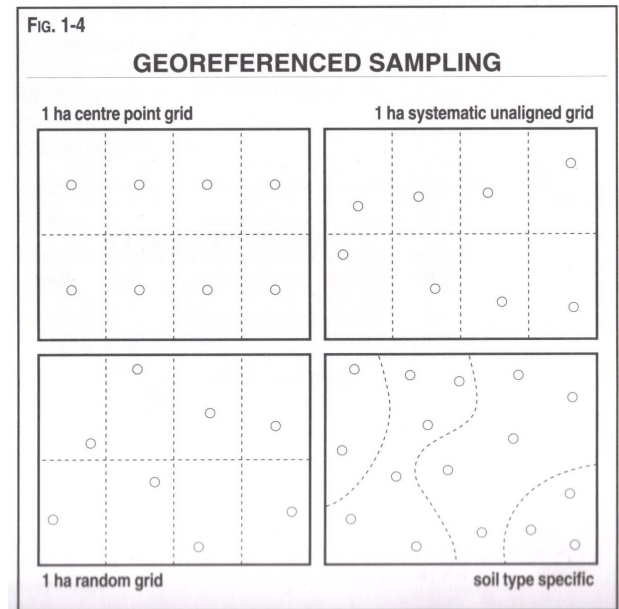 FIG. 1-4
GEOREFERENCED SAMPLING
1 ha centre point grid
1 ha systematic unaligned grid
1 ha random grid
soil type specific